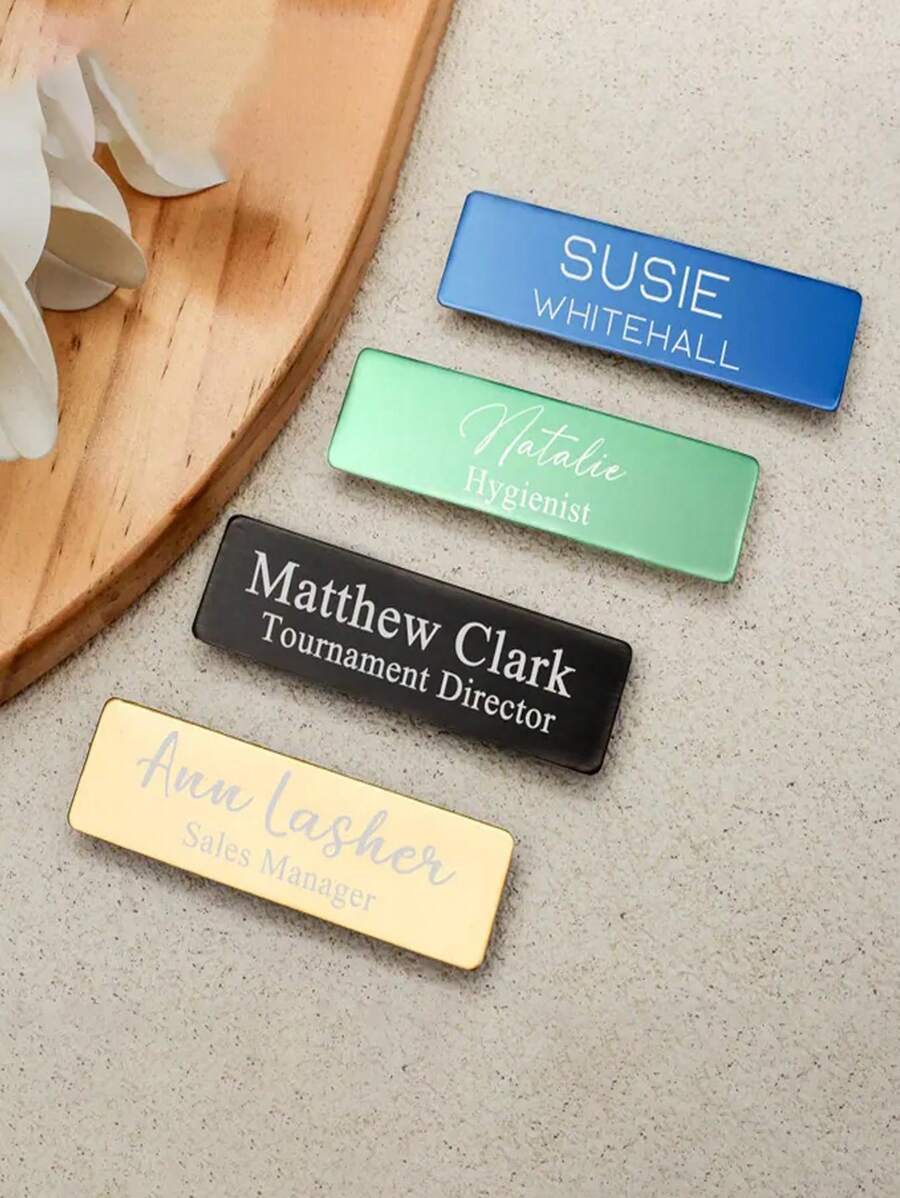 SUSIE
WHITEHALL
Natalie
Hygienist
Matthew Clark
Tournament Director
Ann Lasher
Sales Manager